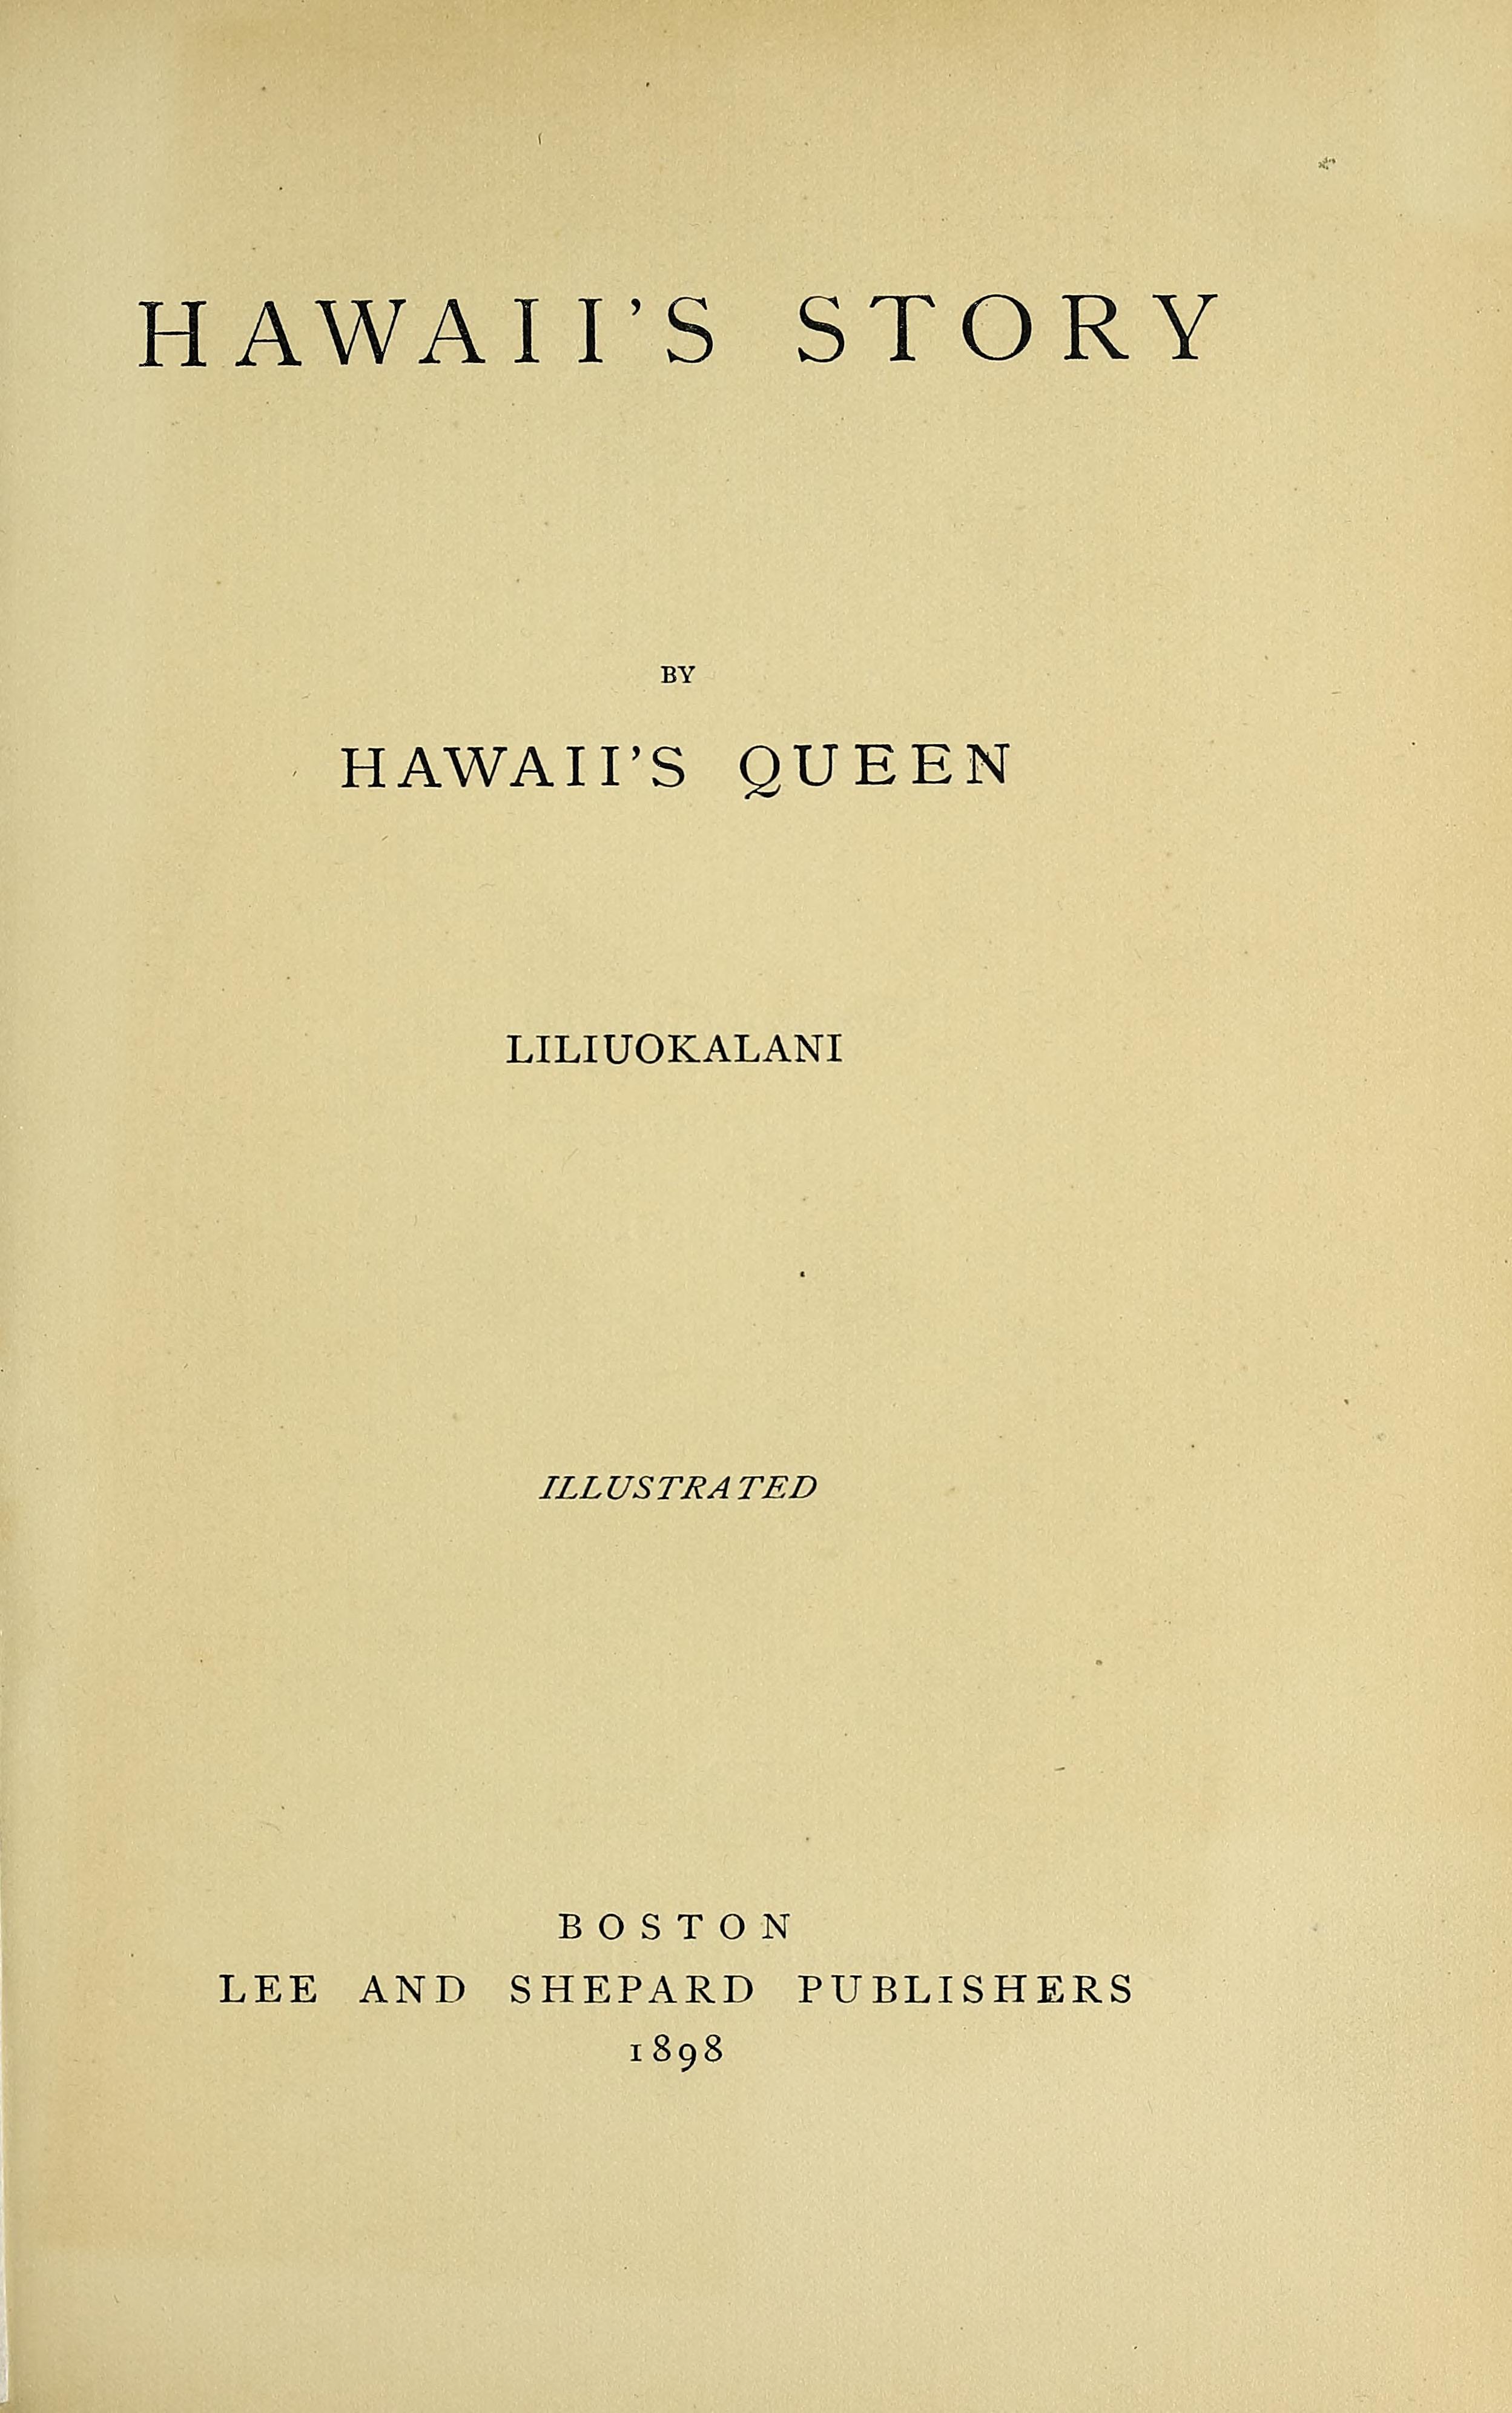 HAWAII'S STORY
BY
HAWAII'S QUEEN
LILIUOKALANI
ILLUSTRATED
BOSTON
LEE AND SHEPARD PUBLISHERS
1898